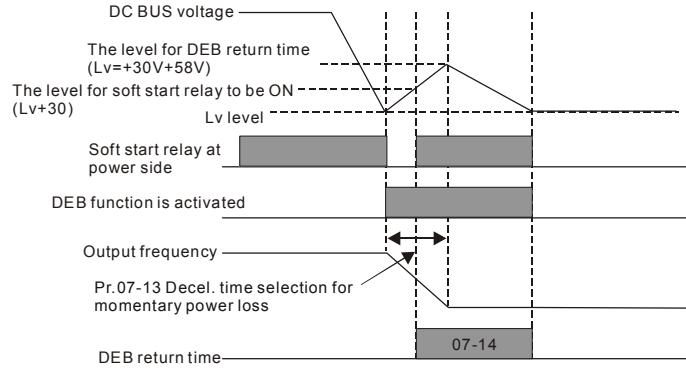 DC BUS voltage
The level for DEB return time
(Lv=+30V+58V)
The level for soft start relay to be ON
(Lv+30)
Lv level
Soft start relay at
power side
DEB function is activated
Output frequency
Pr.07-13 Decel. time selection for
momentary power loss
07-14
DEB return time